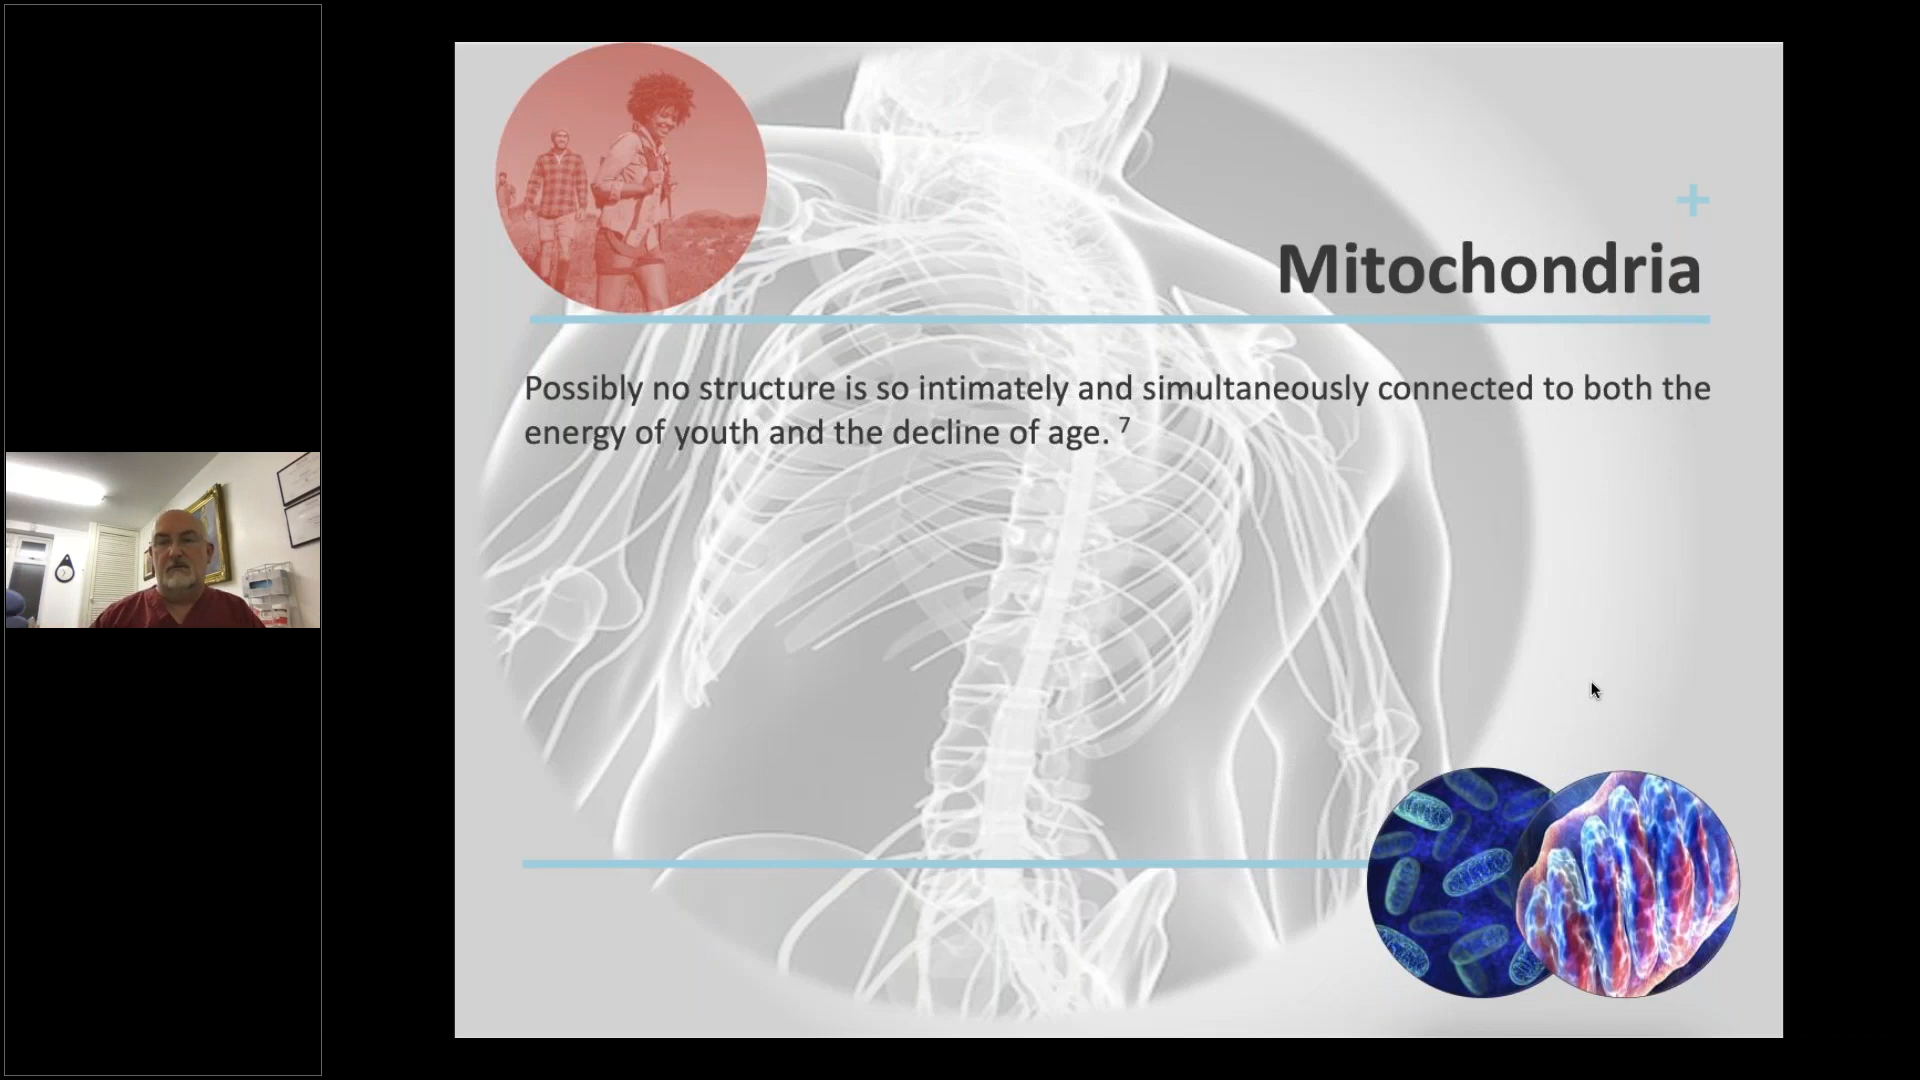 +
Mitochondria
Possibly no structure is so intimately and simultaneously connected to both the
energy of youth and the decline of age. 7